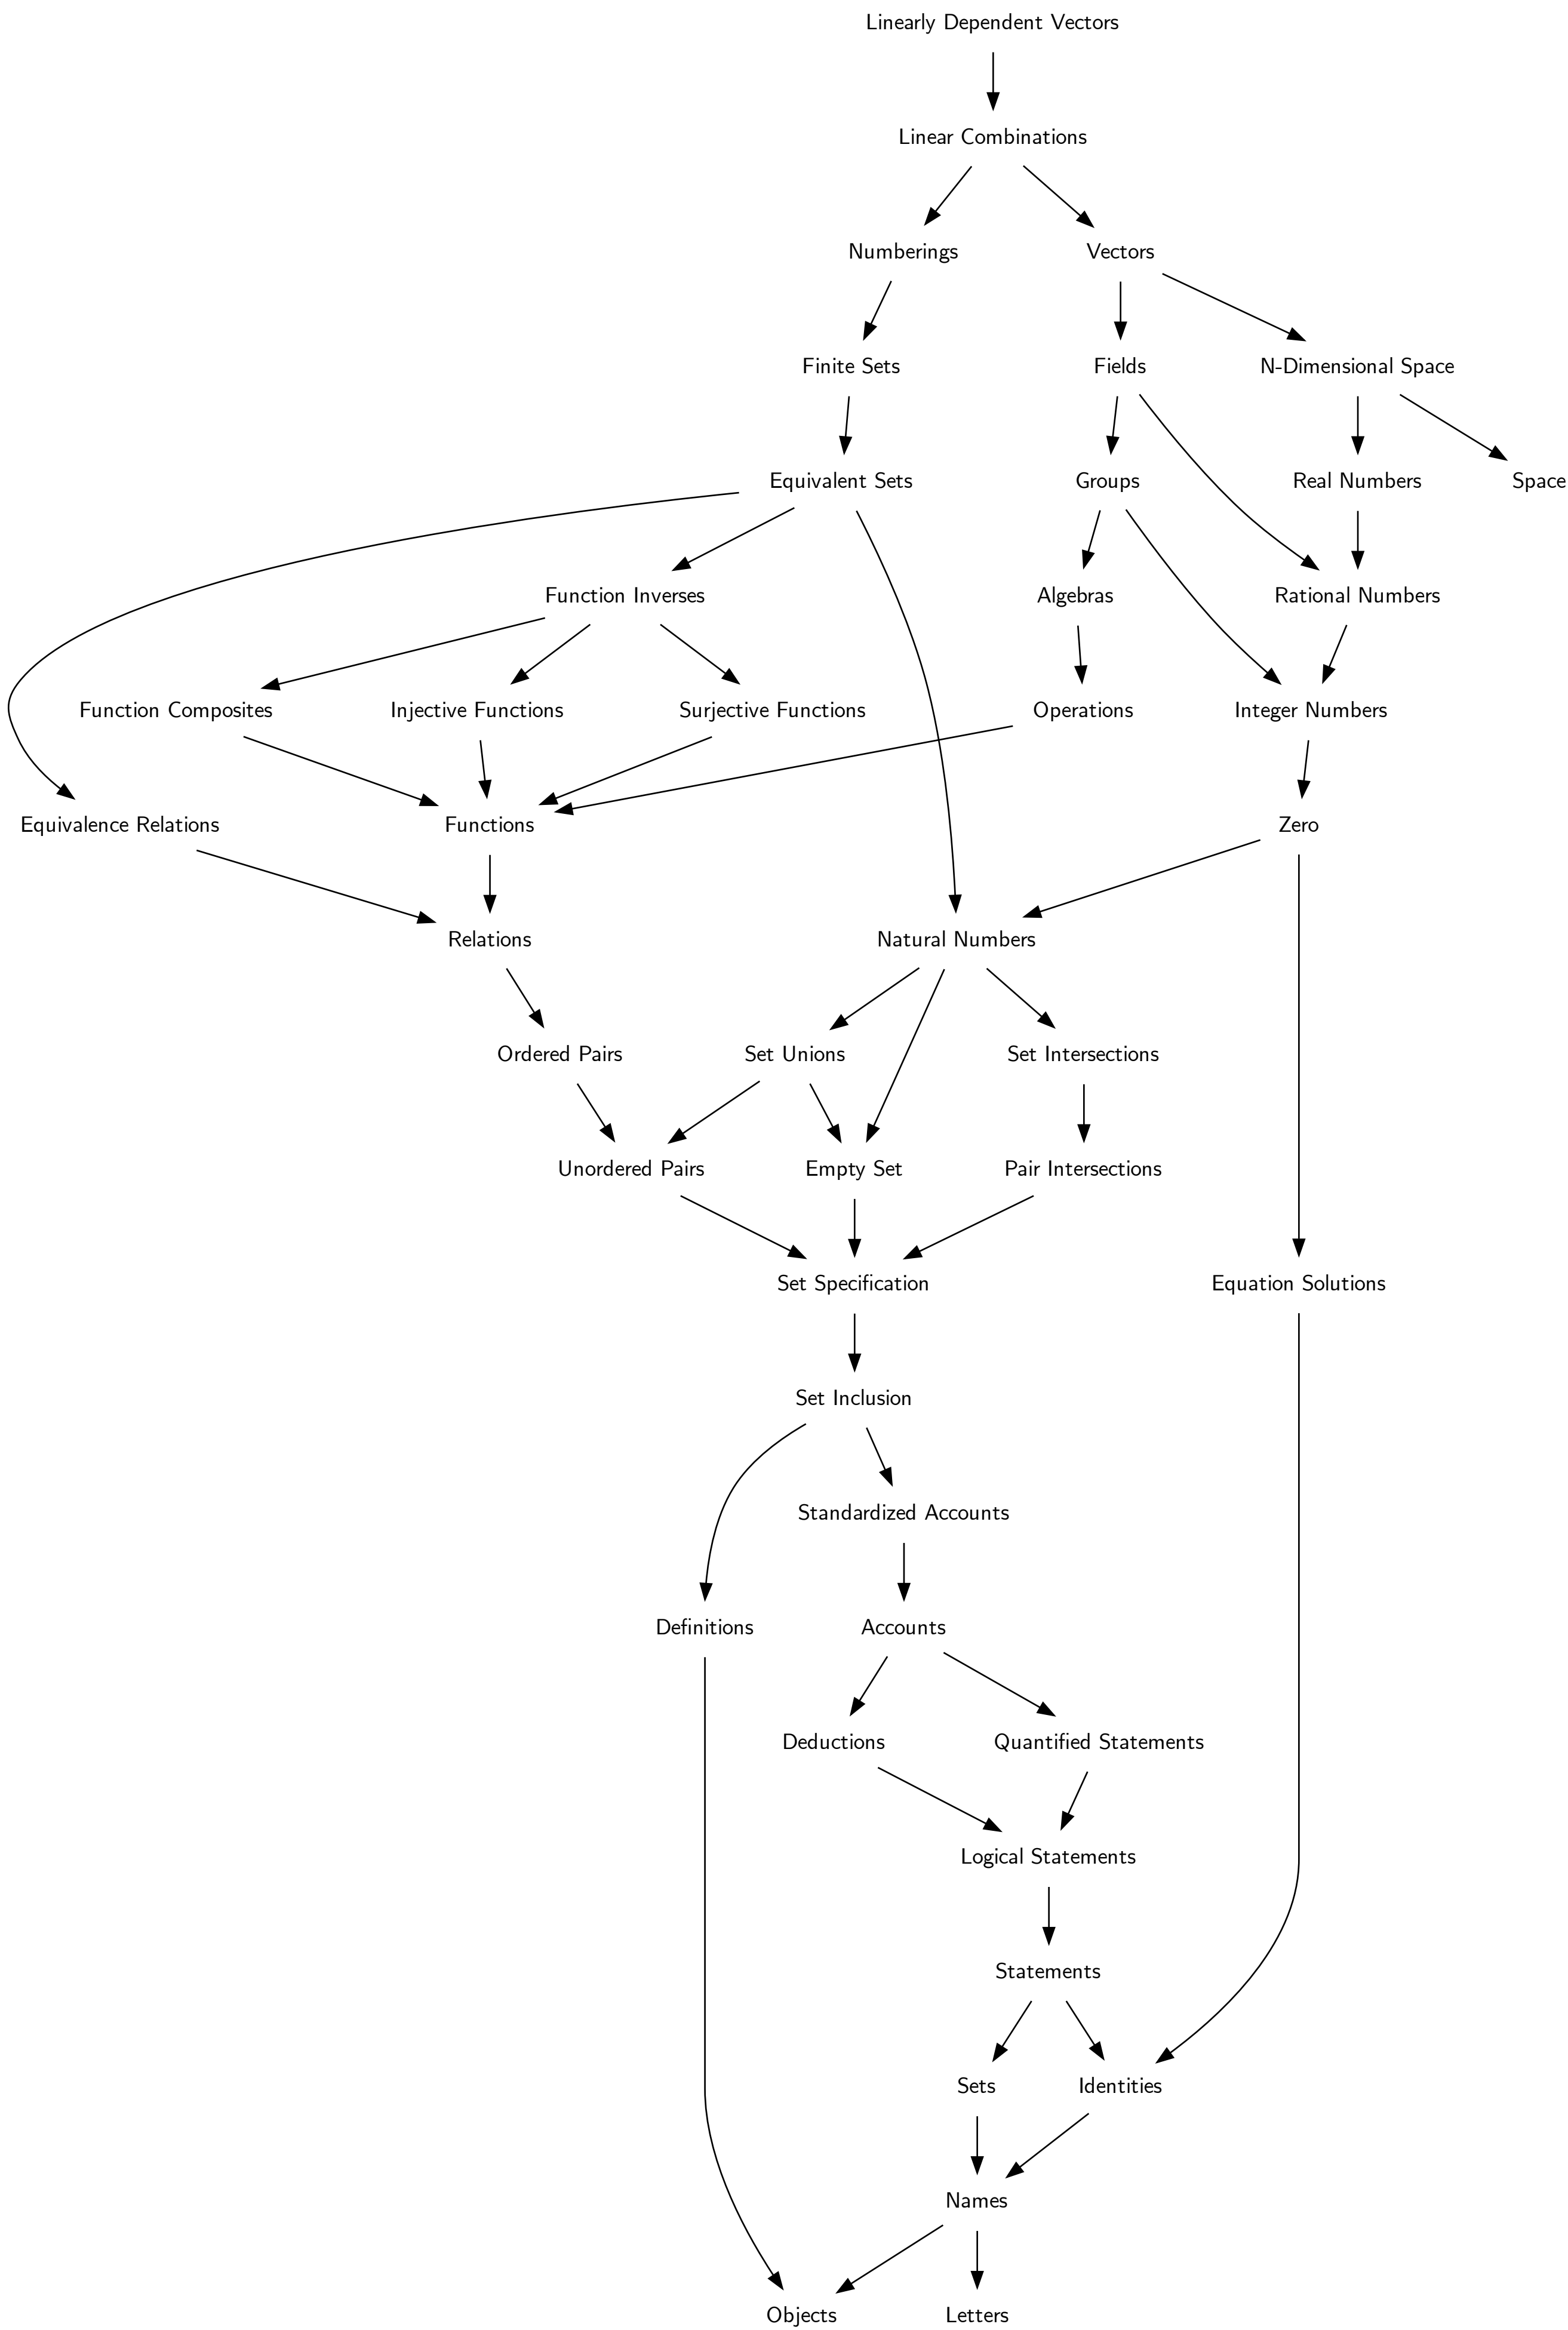 Linearly Dependent Vectors
Linear Combinations
Numberings
Vectors
Finite Sets
Fields
N-Dimensional Space
Equivalent Sets
Groups
Real Numbers
Space
Function Inverses
Algebras
Rational Numbers
Function Composites
Injective Functions
Surjective Functions
Operations
Integer Numbers
Equivalence Relations
Functions
Zero
Relations
Natural Numbers
Ordered Pairs
Set Unions
Set Intersections
Unordered Pairs
Empty Set
Pair Intersections
Set Specification
Equation Solutions
Set Inclusion
Standardized Accounts
Definitions
Accounts
Deductions
Quantified Statements
Logical Statements
Statements
Sets
Identities
Names
Objects
Letters